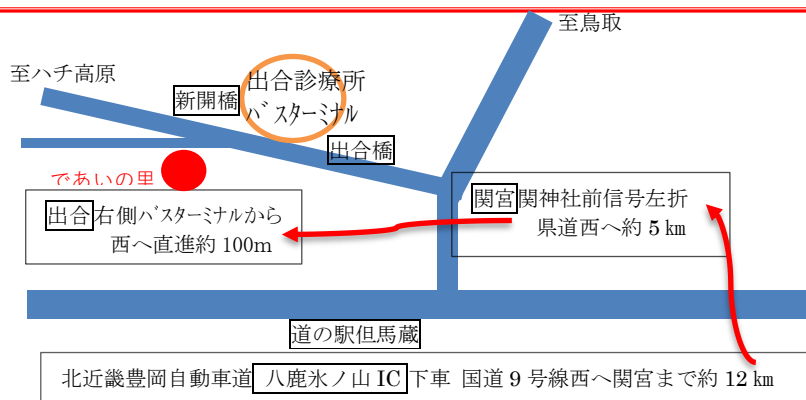 至鳥取
至ハチ高原
出合診療所
新開橋
バスターミナル
出合橋
であいの里
関宮関神社前信号左折
県道西へ約 5 ㎞
出合右側バスターミナルから
西へ直進約 100m
道の駅但馬蔵
北近畿豊岡自動車道 八鹿氷ノ山 IC 下車 国道 9 号線西へ関宮まで約 12 ㎞